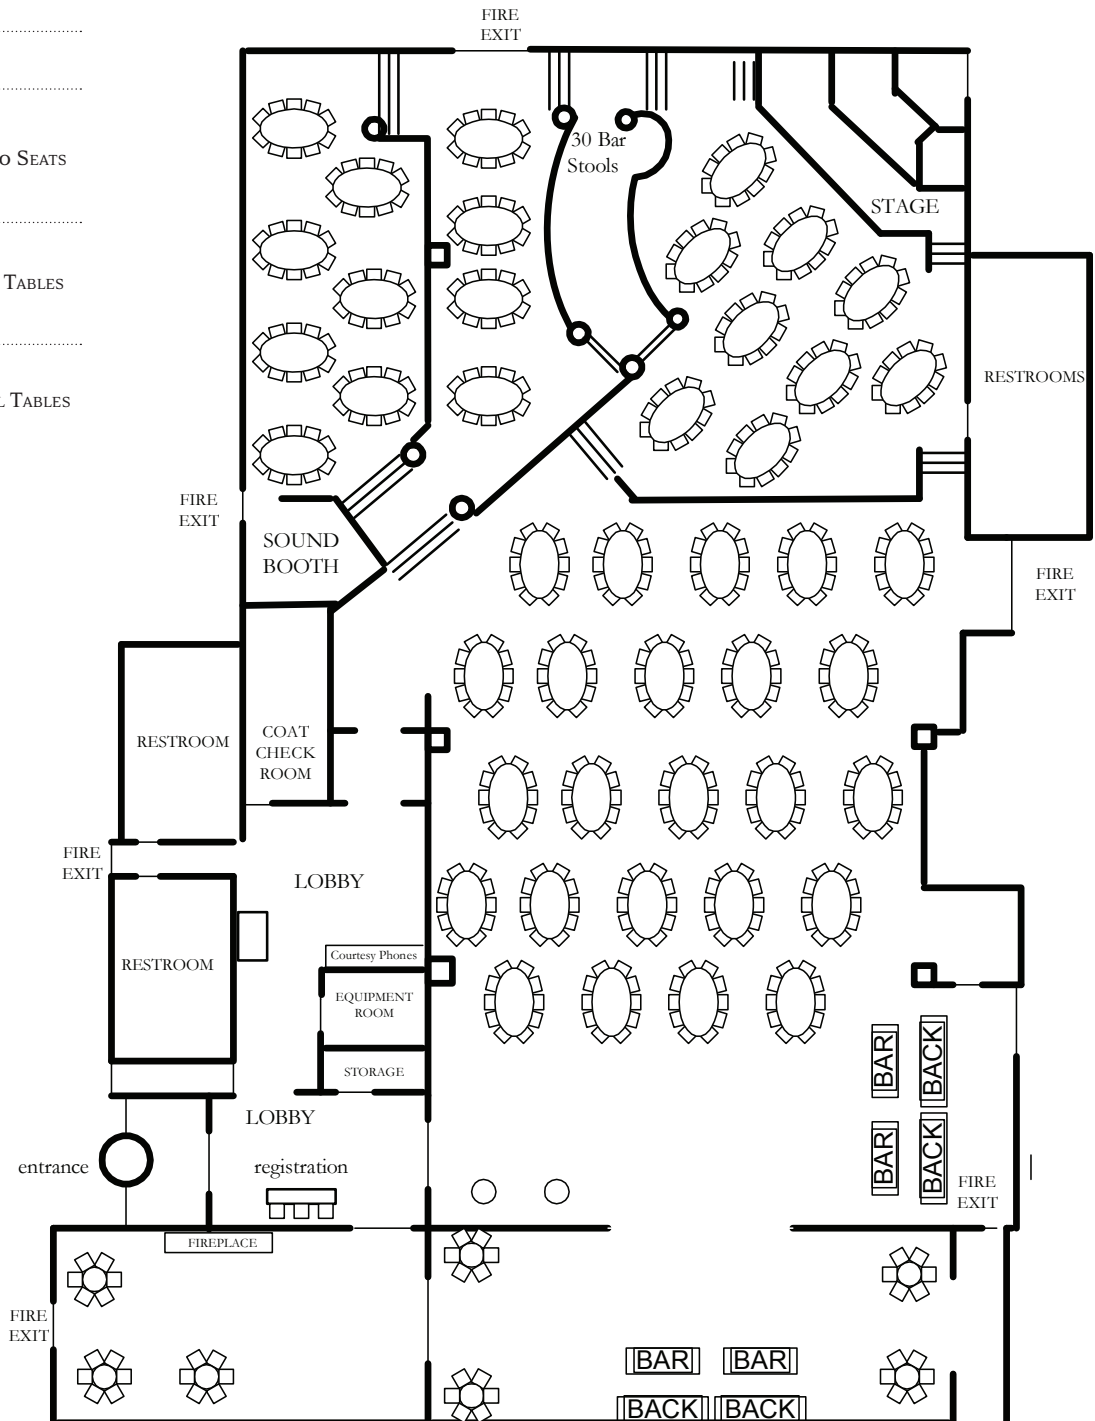 FIRE
EXIT
30 Bar
Stools
O SEATS
STAGE
TABLES
RESTROOMS
L TABLES
FIRE
EXIT
SOUND
BOOTH
FIRE
EXIT
RESTROOM
COAT
CHECK
ROOM
FIRE
EXIT
LOBBY
Courtesy Phones
RESTROOM
EQUIPMENT
ROOM
STORAGE
BAR
BACK
LOBBY
BAR
BACK
entrance
registration
FIRE
EXIT
FIREPLACE
FIRE
EXIT
BAR
BAR
BACK
BACK